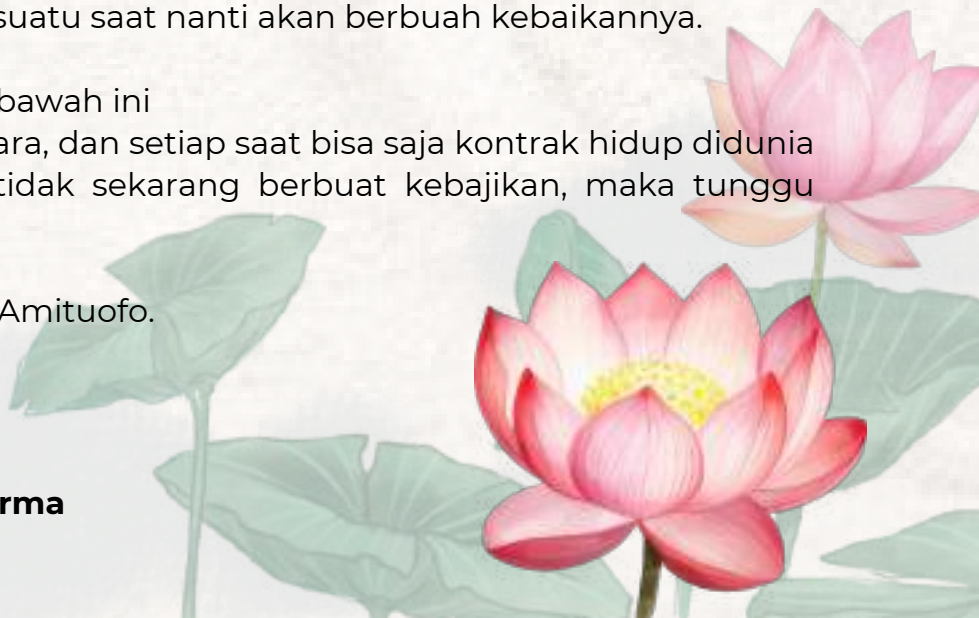 suatu saat nanti akan berbuah kebaikannya.
bawah ini
ara, dan setiap saat bisa saja kontrak hidup didunia
tidak sekarang berbuat kebajikan, maka tunggu
Amituofo.
rma